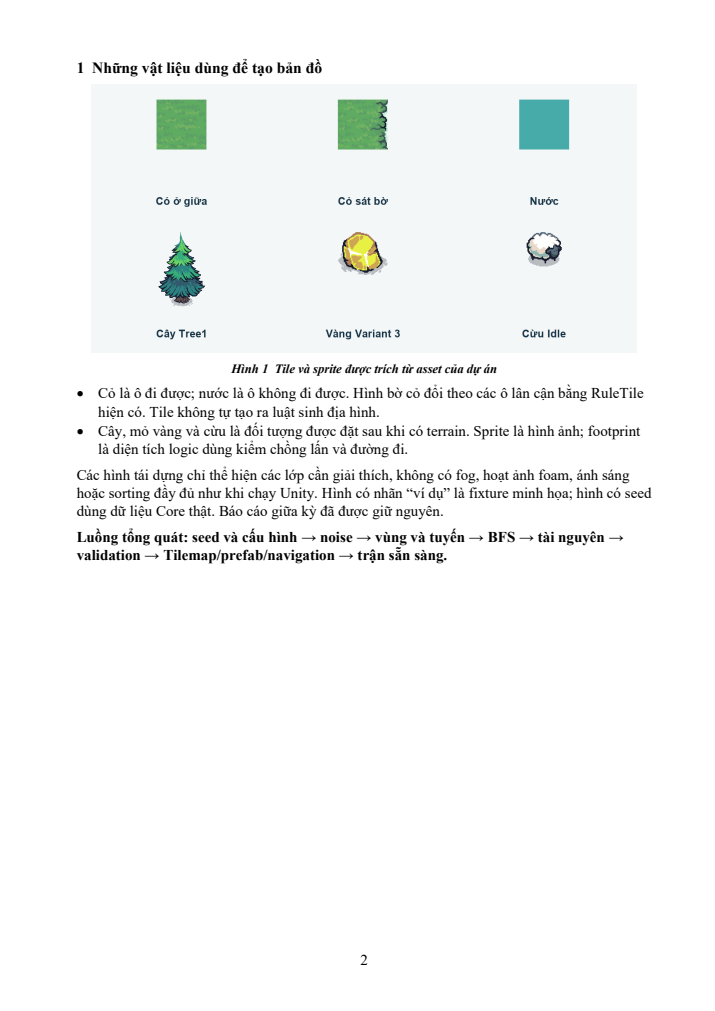 1 Những vật liệu dùng để tạo bản đồ
Cỏ ở giữa
Cỏ sát bờ
Nước
Cây Tree1
Vàng Variant 3
Cừu Idle
Hình 1 Tile và sprite được trích từ asset của dự án
• Cỏ là ô đi được; nước là ô không đi được. Hình bờ cỏ đổi theo các ô lân cận bằng RuleTile
hiện có. Tile không tự tạo ra luật sinh địa hình.
• Cây, mỏ vàng và cừu là đối tượng được đặt sau khi có terrain. Sprite là hình ảnh; footprint
là diện tích logic dùng kiểm chồng lấn và đường đi.
Các hình tái dựng chỉ thể hiện các lớp cần giải thích, không có fog, hoạt ảnh foam, ánh sáng
hoặc sorting đầy đủ như khi chạy Unity. Hình có nhãn “ví dụ” là fixture minh họa; hình có seed
dùng dữ liệu Core thật. Báo cáo giữa kỳ đã được giữ nguyên.
Luồng tổng quát: seed và cấu hình → noise → vùng và tuyến → BFS → tài nguyên →
validation → Tilemap/prefab/navigation → trận sẵn sàng.
2